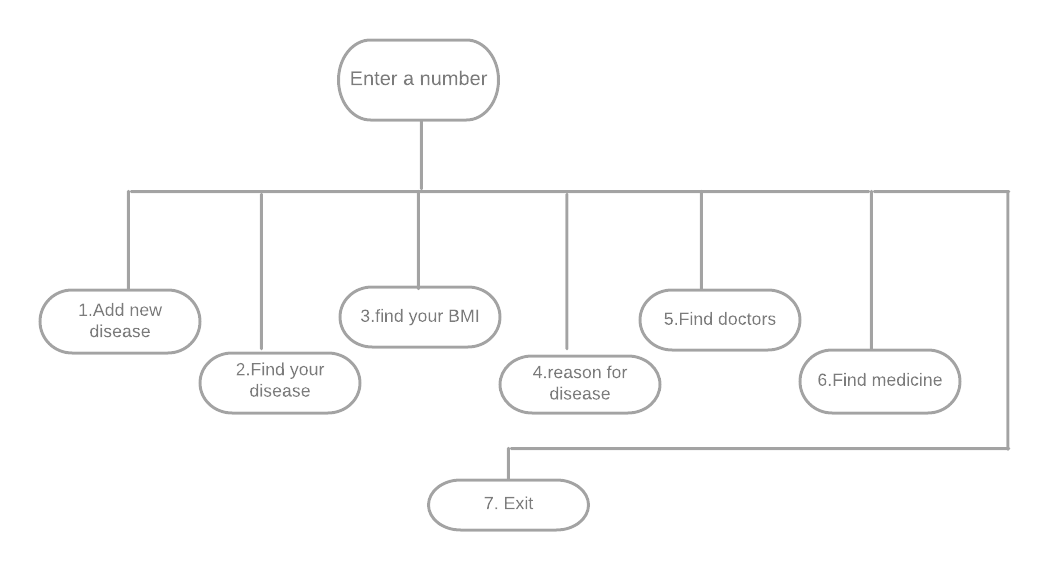 Enter a number
1.Add new
disease
2.Find your
disease
3.find your BMI
4.reason for
disease
5.Find doctors
6.Find medicine
7. Exit